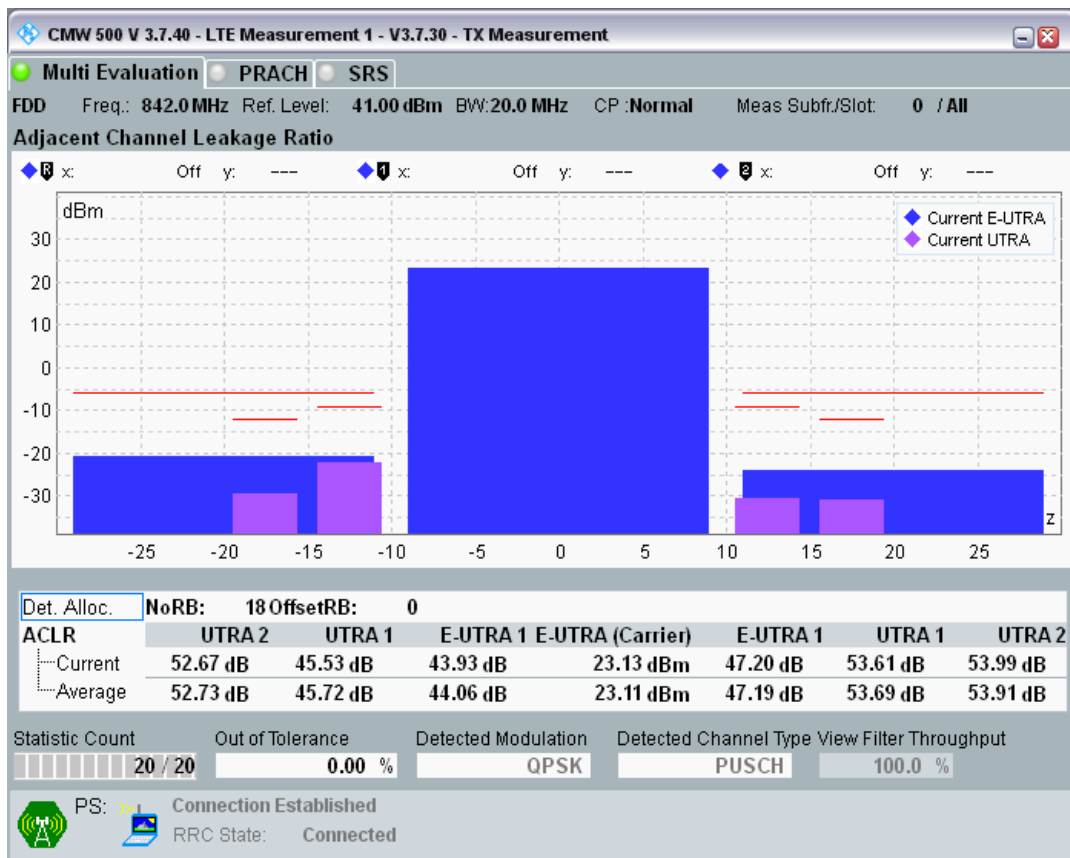 CMW 500 V 3.7.40 - LTE Measurement 1 - V3.7.30 - TX Measurement
Multi Evaluation PRACH SRS
FDD Freq.: 842.0 MHz Ref. Level: 41.00 dBm BW:20.0 MHz CP :Normal Meas Subfr./Slot: 0 / All
Adjacent Channel Leakage Ratio
R x: Off y: --- 1 x: Off y: --- 2 x: Off y: ---
dBm
Current E-UTRA
Current UTRA
30
20
10
0
-10
-20
-30
z
-25 -20 -15 -10 -5 0 5 10 15 20 25
Det. Alloc. NoRB: 18 OffsetRB: 0
ACLR UTRA 2 UTRA 1 E-UTRA 1 E-UTRA (Carrier) E-UTRA 1 UTRA 1 UTRA 2
Current 52.67 dB 45.53 dB 43.93 dB 23.13 dBm 47.20 dB 53.61 dB 53.99 dB
Average 52.73 dB 45.72 dB 44.06 dB 23.11 dBm 47.19 dB 53.69 dB 53.91 dB
Statistic Count Out of Tolerance Detected Modulation Detected Channel Type View Filter Throughput
20 / 20 0.00 % QPSK PUSCH 100.0 %
PS: Connection Established
RRC State: Connected